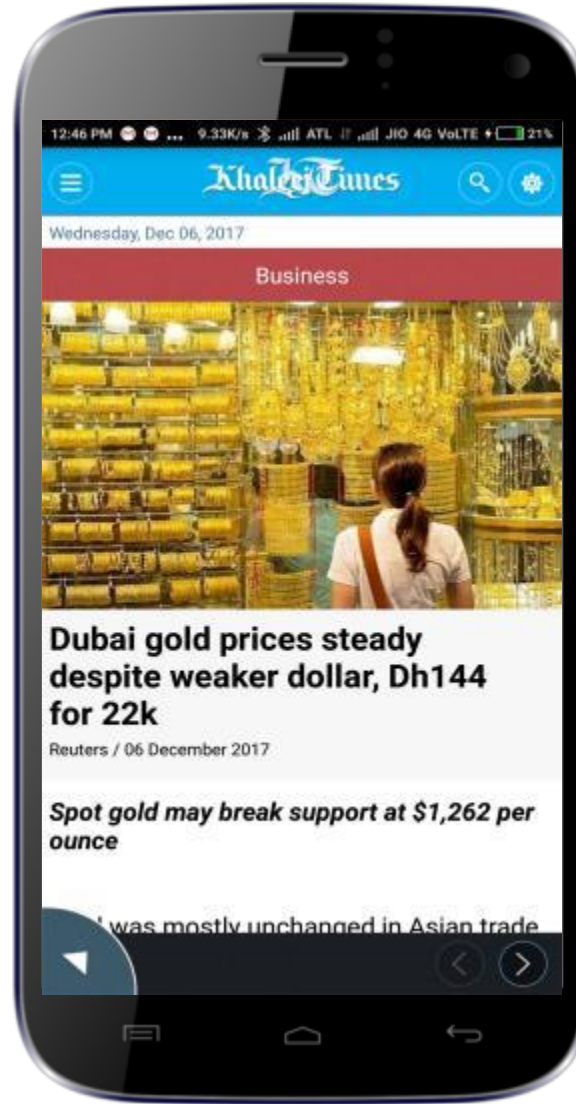 12:46 PM ... 9.33K/s ATL JIO 4G VoLTE 21%
Khaleej Times
Wednesday, Dec 06, 2017
Business
Dubai gold prices steady
despite weaker dollar, Dh144
for 22k
Reuters / 06 December 2017
Spot gold may break support at $1,262 per
ounce
was mostly unchanged in Asian trade